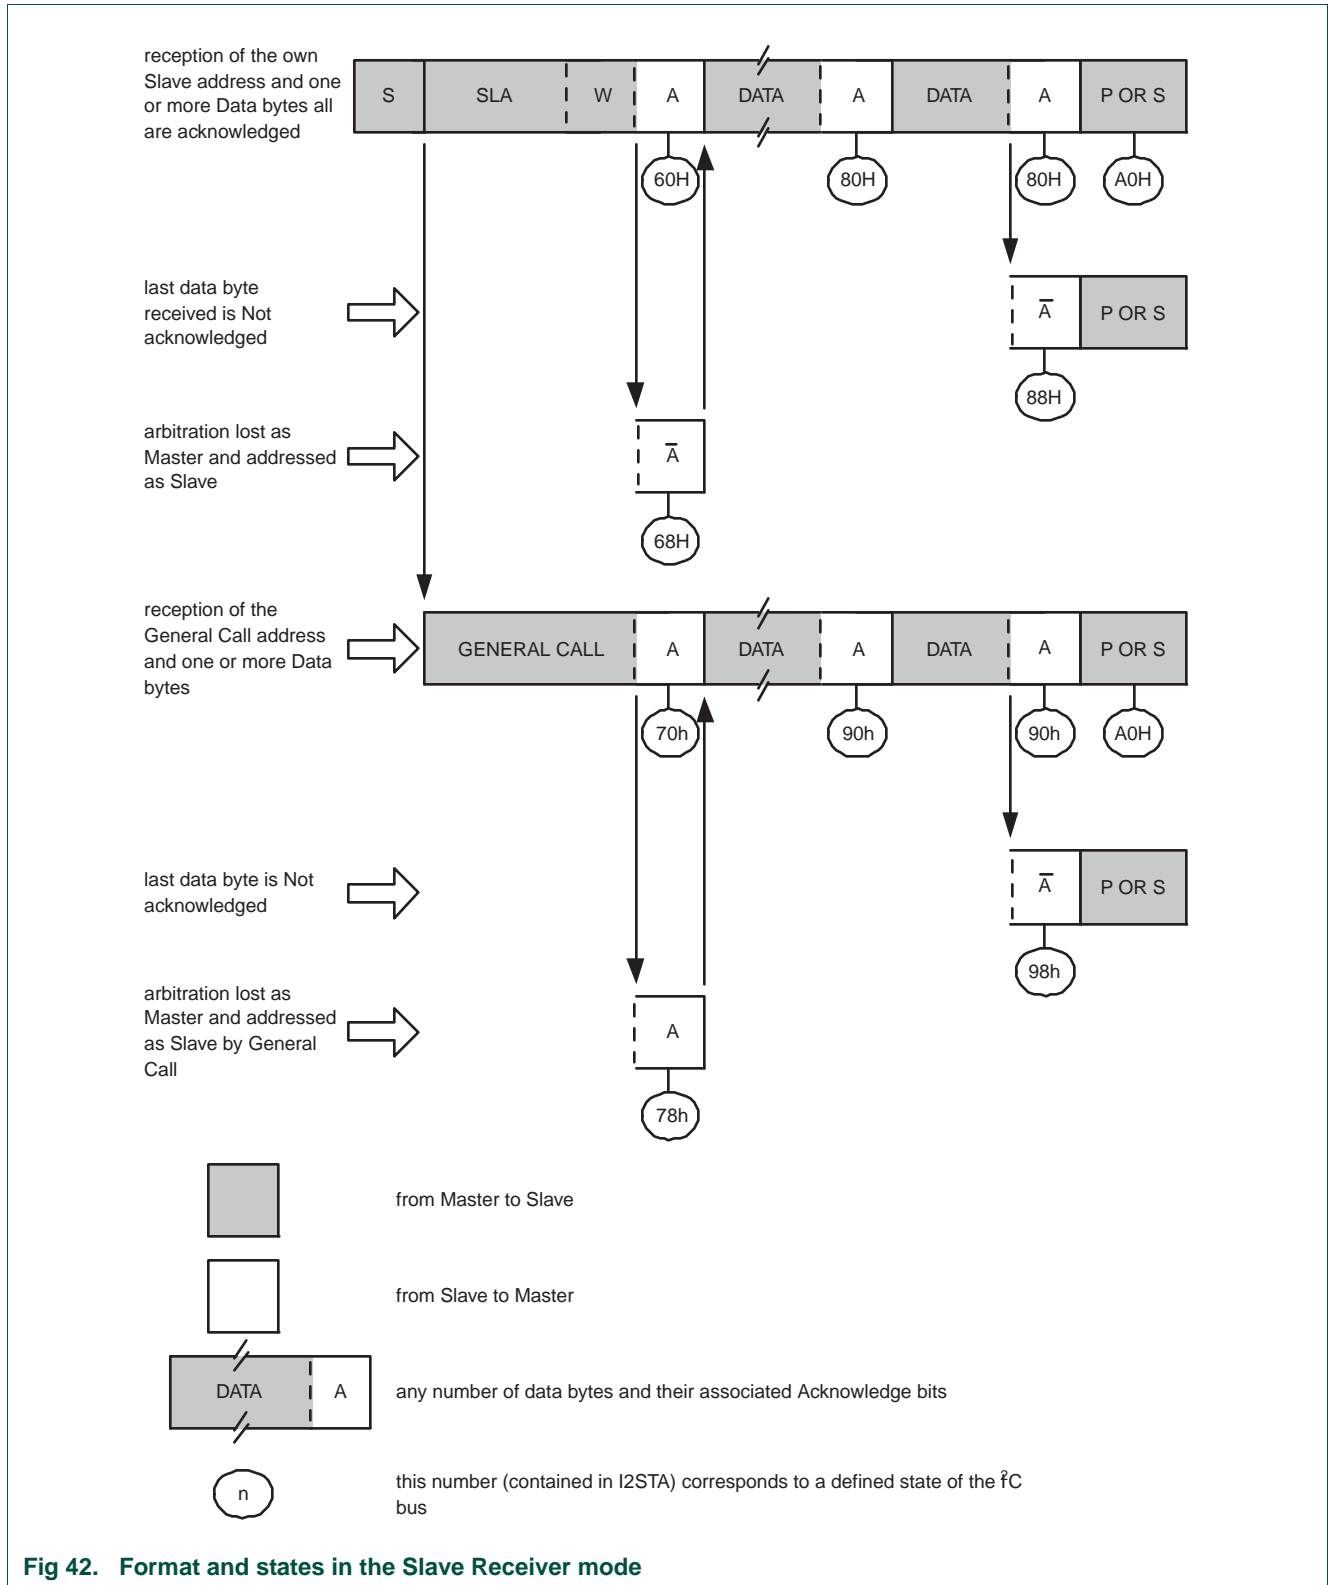 reception of the own
Slave address and one
or more Data bytes all
are acknowledged
S SLA W A DATA A DATA A P OR S
60H 80H 80H A0H
last data byte
received is Not
acknowledged
A̅ P OR S
88H
arbitration lost as
Master and addressed
as Slave
A̅
68H
reception of the
General Call address
and one or more Data
bytes
GENERAL CALL A DATA A DATA A P OR S
70h 90h 90h A0H
last data byte is Not
acknowledged
A̅ P OR S
98h
arbitration lost as
Master and addressed
as Slave by General
Call
A
78h
from Master to Slave
from Slave to Master
DATA A
any number of data bytes and their associated Acknowledge bits
n
this number (contained in I2STA) corresponds to a defined state of the I²C
bus
Fig 42. Format and states in the Slave Receiver mode